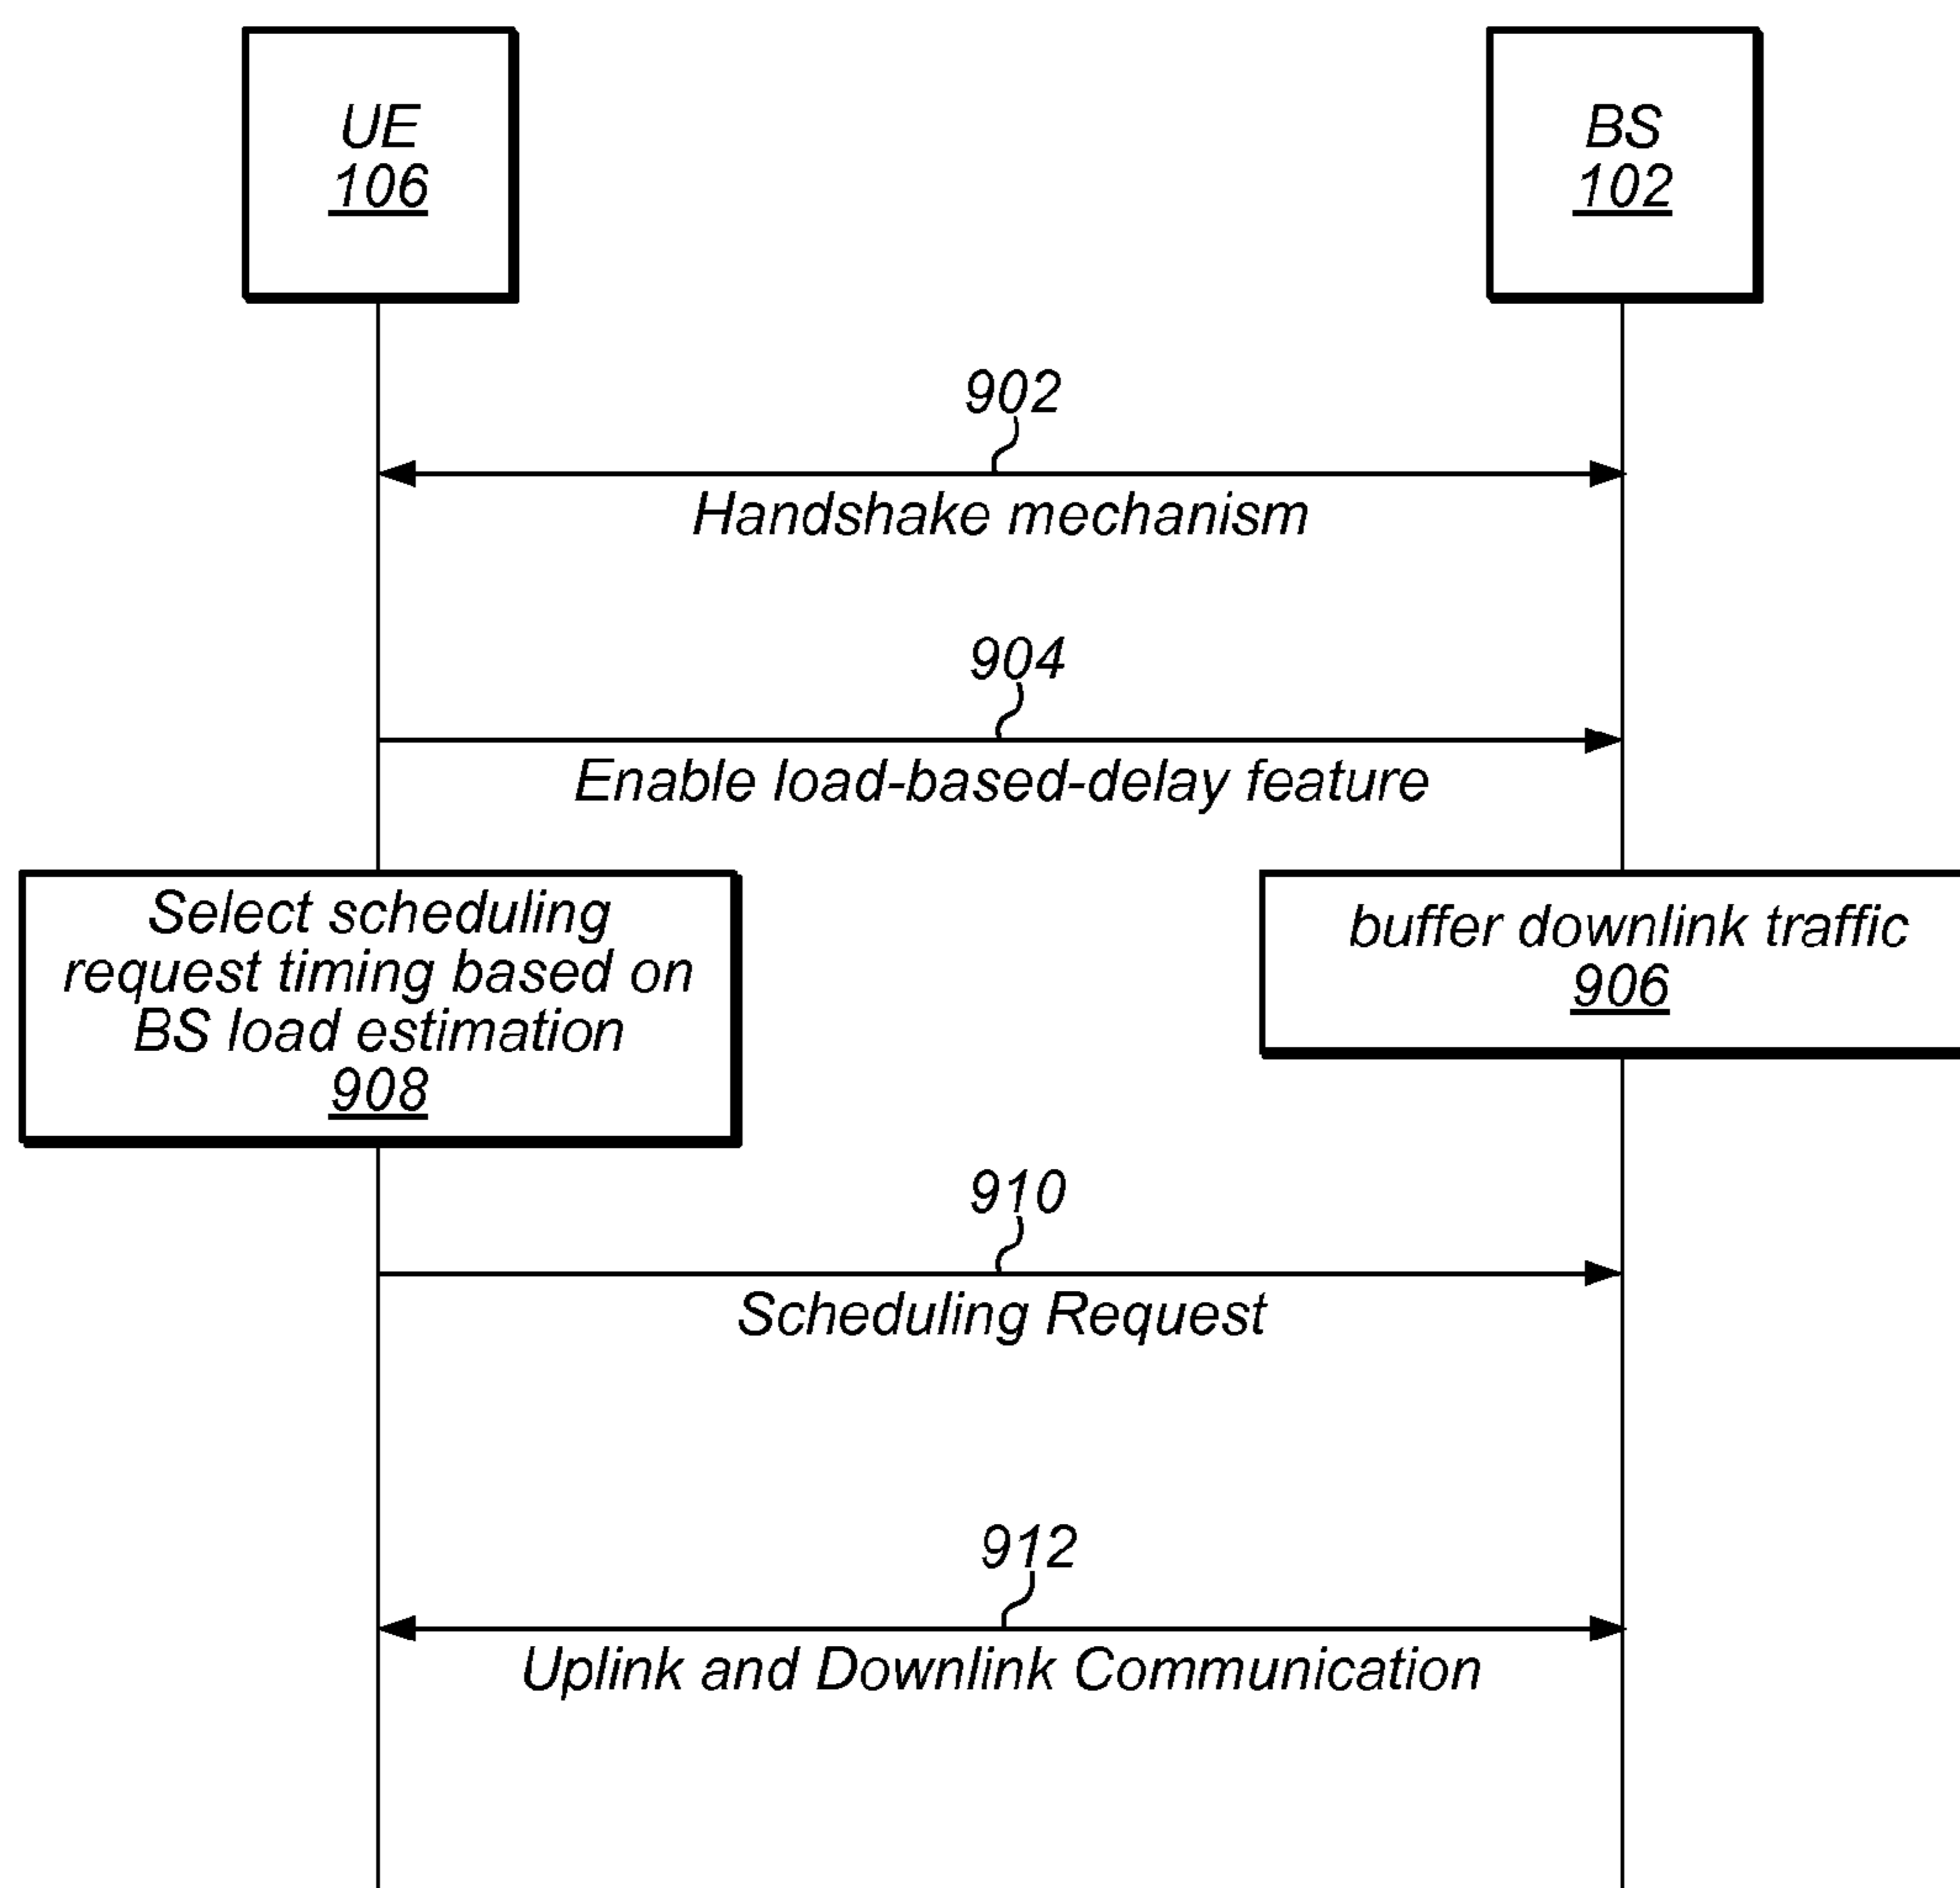 UE
106
BS
102
902
Handshake mechanism
904
Enable load-based-delay feature
Select scheduling
request timing based on
BS load estimation
908
buffer downlink traffic
906
910
Scheduling Request
912
Uplink and Downlink Communication